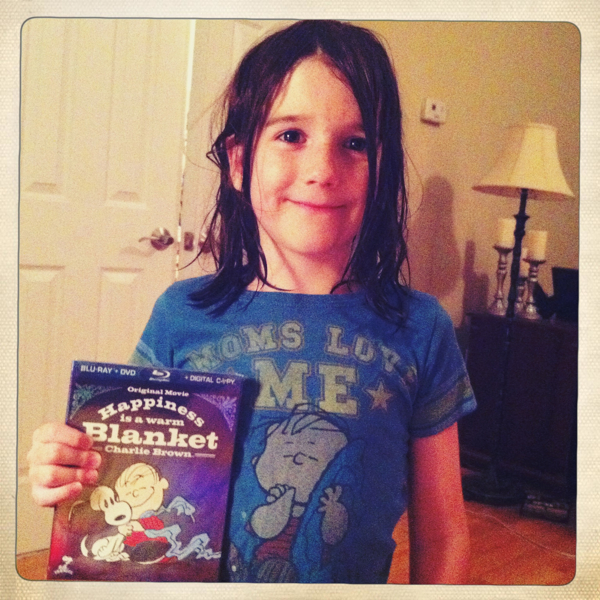 MOMS LOVE
ME
BLU-RAY + DVD
+ DIGITAL COPY
Original Movie
Happiness
is a warm
Blanket
Charlie Brown